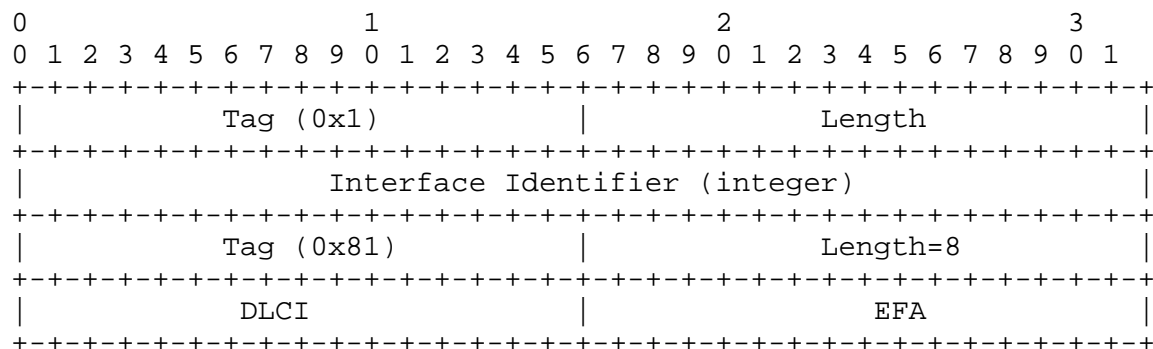 0                   1                   2                   3
0 1 2 3 4 5 6 7 8 9 0 1 2 3 4 5 6 7 8 9 0 1 2 3 4 5 6 7 8 9 0 1
+-+-+-+-+-+-+-+-+-+-+-+-+-+-+-+-+-+-+-+-+-+-+-+-+-+-+-+-+-+-+-+-+
|           Tag (0x1)           |             Length            |
+-+-+-+-+-+-+-+-+-+-+-+-+-+-+-+-+-+-+-+-+-+-+-+-+-+-+-+-+-+-+-+-+
|                 Interface Identifier (integer)                |
+-+-+-+-+-+-+-+-+-+-+-+-+-+-+-+-+-+-+-+-+-+-+-+-+-+-+-+-+-+-+-+-+
|           Tag (0x81)          |             Length=8          |
+-+-+-+-+-+-+-+-+-+-+-+-+-+-+-+-+-+-+-+-+-+-+-+-+-+-+-+-+-+-+-+-+
|            DLCI               |                EFA            |
+-+-+-+-+-+-+-+-+-+-+-+-+-+-+-+-+-+-+-+-+-+-+-+-+-+-+-+-+-+-+-+-+